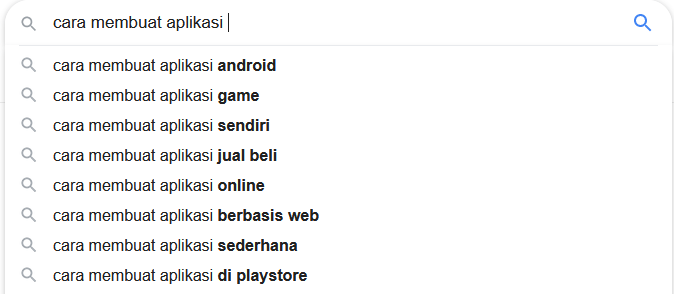 cara membuat aplikasi
cara membuat aplikasi android
cara membuat aplikasi game
cara membuat aplikasi sendiri
cara membuat aplikasi jual beli
cara membuat aplikasi online
cara membuat aplikasi berbasis web
cara membuat aplikasi sederhana
cara membuat aplikasi di playstore